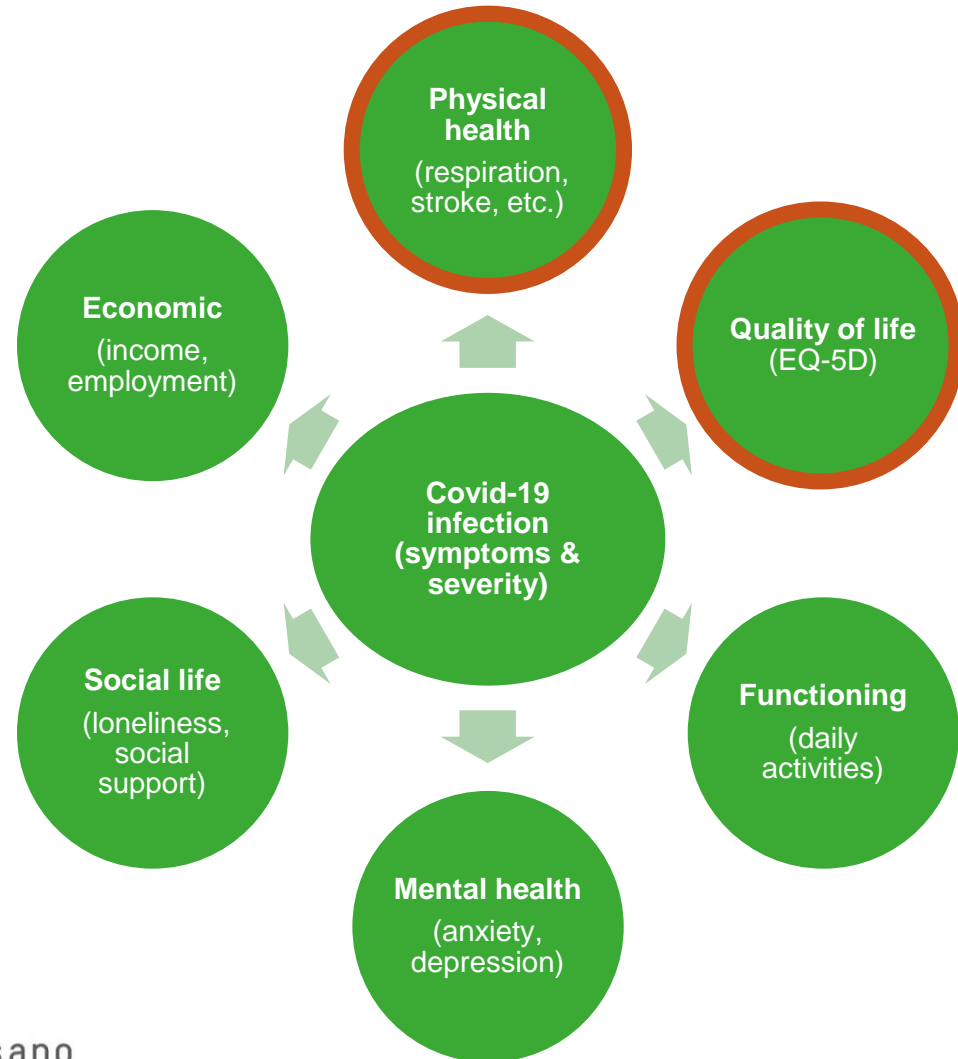 Physical
health
(respiration,
stroke, etc.)
Economic
(income,
employment)
Quality of life
(EQ-5D)
Covid-19
infection
(symptoms &
severity)
Social life
(loneliness,
social
support)
Functioning
(daily
activities)
Mental health
(anxiety,
depression)